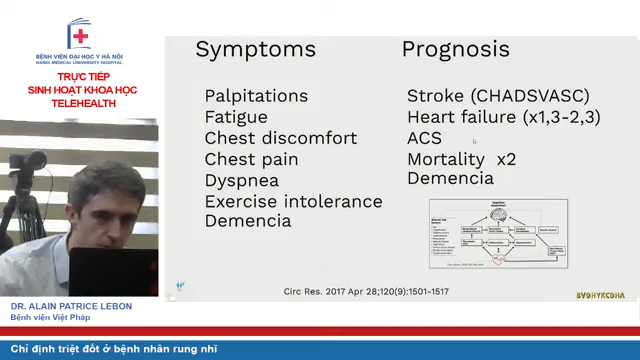 BỆNH VIỆN ĐẠI HỌC Y HÀ NỘI
HANOI MEDICAL UNIVERSITY HOSPITAL
TRỰC TIẾP
SINH HOẠT KHOA HỌC
TELEHEALTH
DR. ALAIN PATRICE LEBON
Bệnh viện Việt Pháp
Symptoms
Palpitations
Fatigue
Chest discomfort
Chest pain
Dyspnea
Exercise intolerance
Demencia
Prognosis
Stroke (CHADSVASC)
Heart failure (x1,3-2,3)
ACS
Mortality x2
Demencia
Circ Res. 2017 Apr 28;120(9):1501-1517
BVDHYKCDHA
Chỉ định triệt đốt ở bệnh nhân rung nhĩ